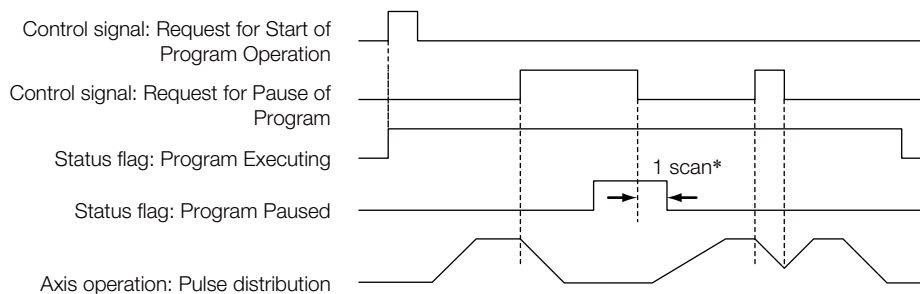 Control signal: Request for Start of
Program Operation
Control signal: Request for Pause of
Program
Status flag: Program Executing
1 scan*
Status flag: Program Paused
Axis operation: Pulse distribution